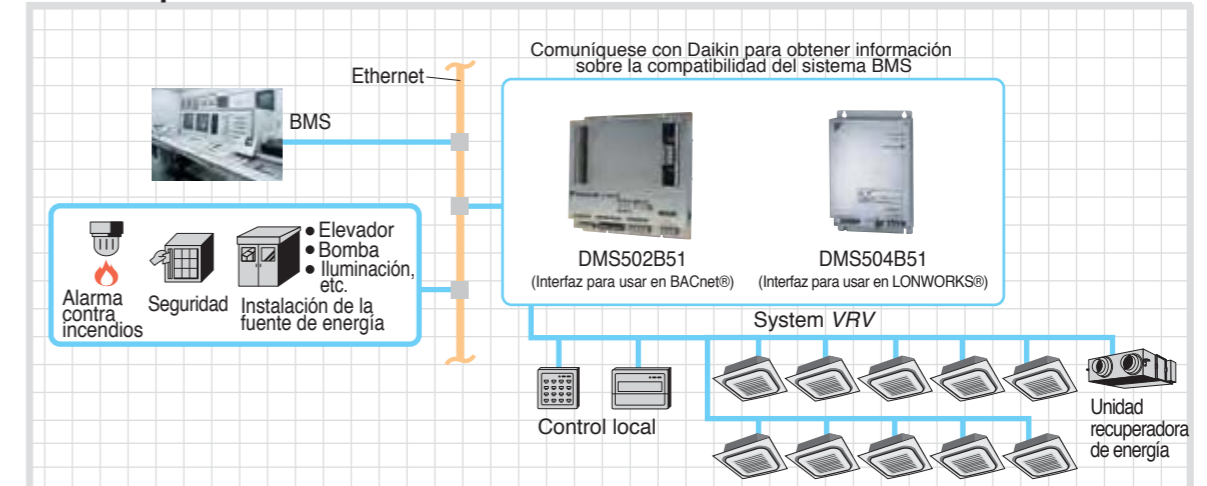 Comuníquese con Daikin para obtener información
sobre la compatibilidad del sistema BMS
Ethernet
BMS
DMS502B51
(Interfaz para usar en BACnet®)
DMS504B51
(Interfaz para usar en LONWORKS®)
Alarma
contra
incendios
Seguridad
• Elevador
• Bomba
• Iluminación,
etc.
Instalación de la
fuente de energía
System VRV
Control local
Unidad
recuperadora
de energía